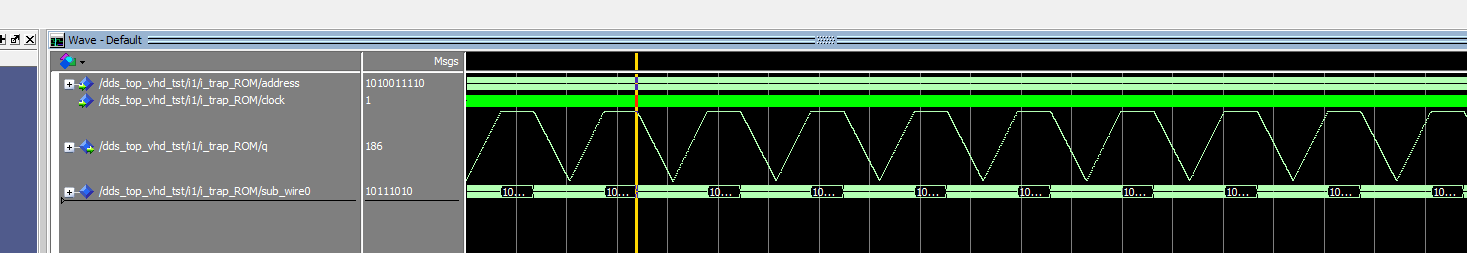 Wave - Default
Msgs
/dds_top_vhd_tst/i1/i_trap_ROM/address 1010011110
/dds_top_vhd_tst/i1/i_trap_ROM/clock 1
/dds_top_vhd_tst/i1/i_trap_ROM/q 186
/dds_top_vhd_tst/i1/i_trap_ROM/sub_wire0 10111010 10... 10... 10... 10... 10... 10... 10... 10... 10... 10...